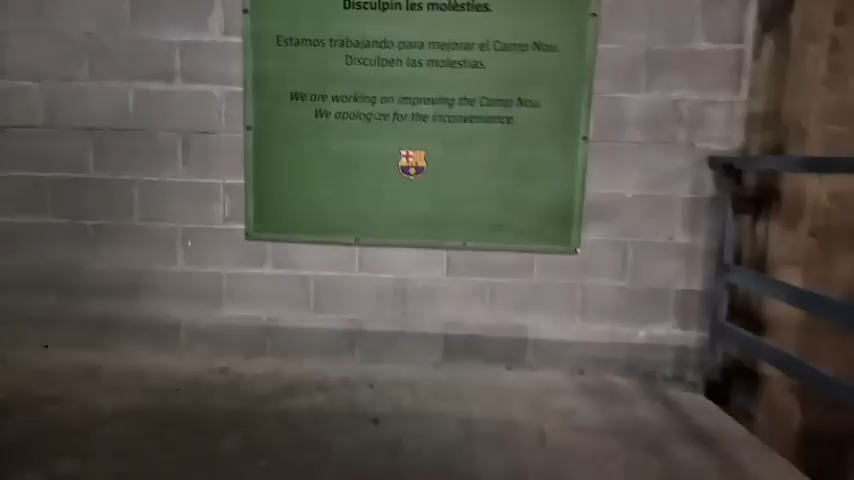 Disculpin les molèsties.
Estamos trabajando para mejorar el Camp Nou.
Disculpen las molestias.
We are working on improving the Camp Nou.
We apologize for the inconvenience.